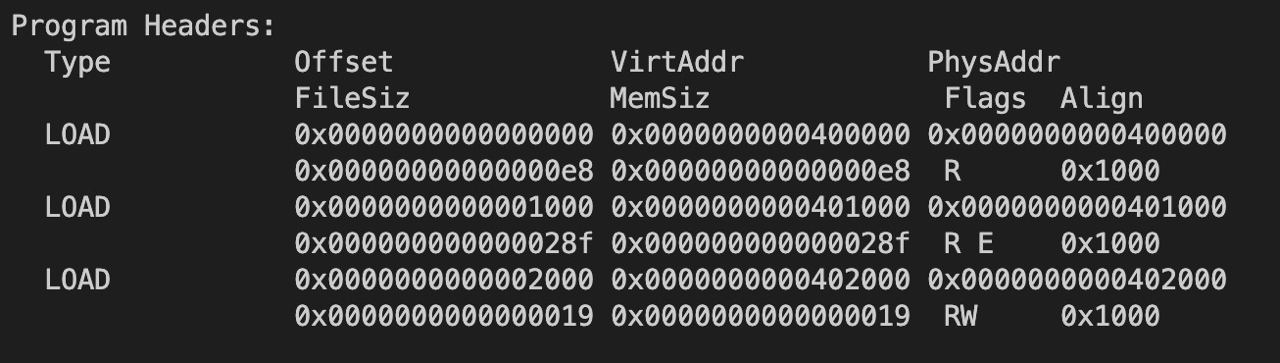 Program Headers:
  Type           Offset             VirtAddr           PhysAddr
                 FileSiz            MemSiz              Flags  Align
  LOAD           0x0000000000000000 0x0000000000400000 0x0000000000400000
                 0x00000000000000e8 0x00000000000000e8  R      0x1000
  LOAD           0x0000000000001000 0x0000000000401000 0x0000000000401000
                 0x000000000000028f 0x000000000000028f  R E    0x1000
  LOAD           0x0000000000002000 0x0000000000402000 0x0000000000402000
                 0x0000000000000019 0x0000000000000019  RW     0x1000